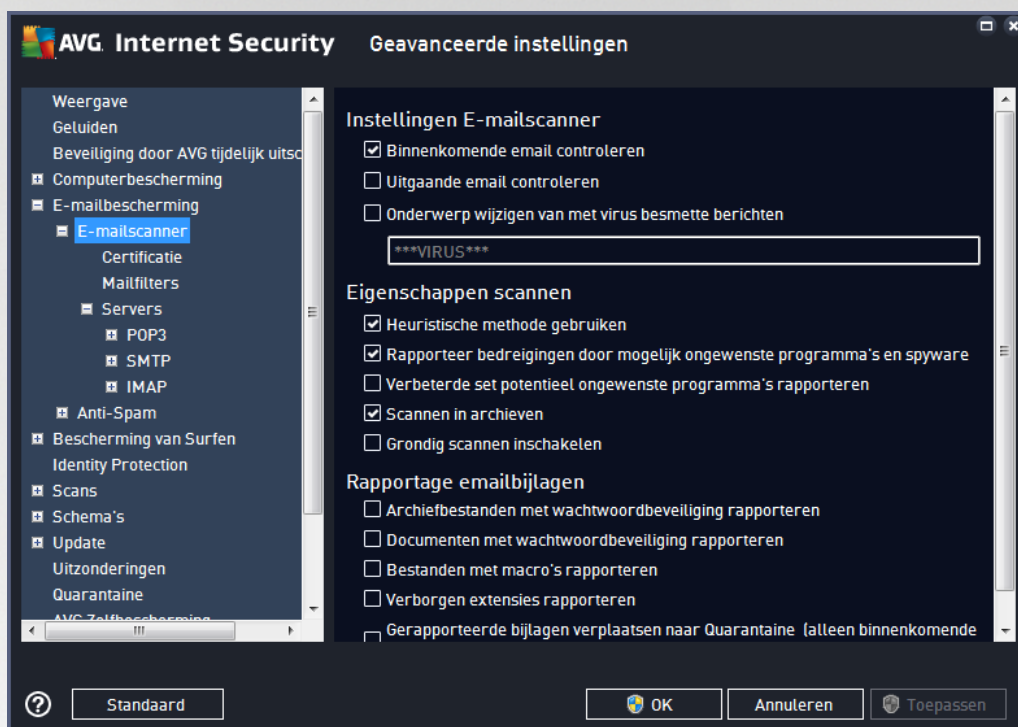 AVG. Internet Security
Geavanceerde instellingen
Weergave
Geluiden
Beveiliging door AVG tijdelijk uitsc
Computerbescherming
E-mailbescherming
E-mailscanner
Certificatie
Mailfilters
Servers
POP3
SMTP
IMAP
Anti-Spam
Bescherming van Surfen
Identity Protection
Scans
Schema's
Update
Uitzonderingen
Quarantaine
AVG Zelfbescherming
Instellingen E-mailscanner
Binnenkomende email controleren
Uitgaande email controleren
Onderwerp wijzigen van met virus besmette berichten
***VIRUS***
Eigenschappen scannen
Heuristische methode gebruiken
Rapporteer bedreigingen door mogelijk ongewenste programma's en spyware
Verbeterde set potentieel ongewenste programma's rapporteren
Scannen in archieven
Grondig scannen inschakelen
Rapportage emailbijlagen
Archiefbestanden met wachtwoordbeveiliging rapporteren
Documenten met wachtwoordbeveiliging rapporteren
Bestanden met macro's rapporteren
Verborgen extensies rapporteren
Gerapporteerde bijlagen verplaatsen naar Quarantaine (alleen binnenkomende
Standaard
OK
Annuleren
Toepassen